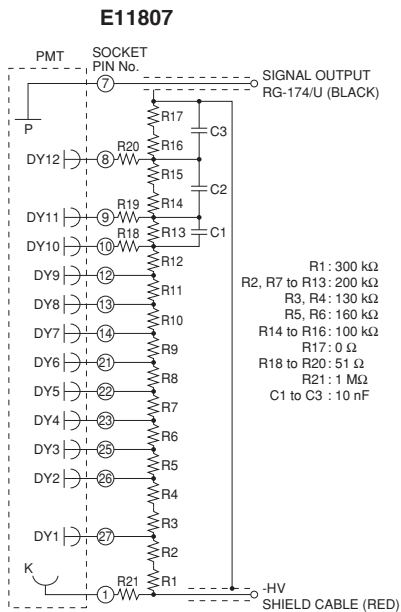 E11807
PMT
SOCKET
PIN No.
7
SIGNAL OUTPUT
RG-174/U (BLACK)
P
R17
C3
R20
R16
DY12
8
R15
C2
R19
R14
DY11
9
R18
R13
C1
DY10
10
R12
DY9
12
R11
DY8
13
R10
DY7
14
R9
DY6
21
R8
DY5
22
R7
DY4
23
R6
DY3
25
R5
DY2
26
R4
R3
DY1
27
R2
K
R21
R1
1
-HV
SHIELD CABLE (RED)
R1 : 300 kΩ
R2, R7 to R13 : 200 kΩ
R3, R4 : 130 kΩ
R5, R6 : 160 kΩ
R14 to R16 : 100 kΩ
R17 : 0 Ω
R18 to R20 : 51 Ω
R21 : 1 MΩ
C1 to C3 : 10 nF